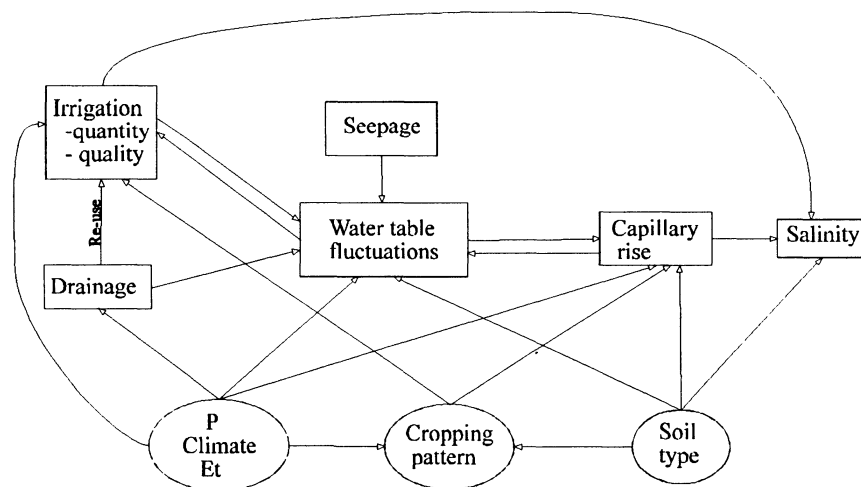 Irrigation
-quantity
- quality
Seepage
Water table
fluctuations
Capillary
rise
Salinity
Re-use
Drainage
P
Climate
Et
Cropping
pattern
Soil
type